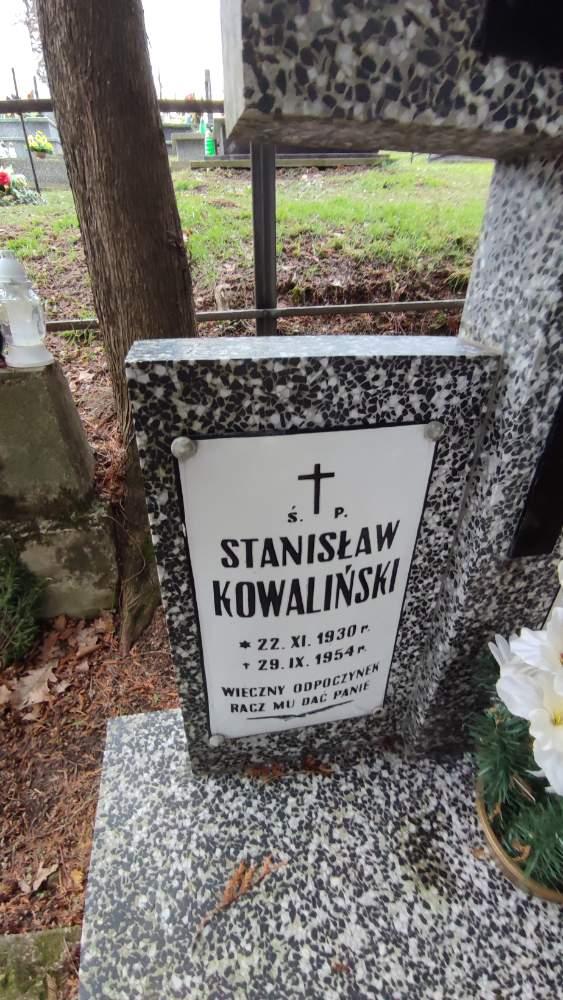 Ś. P.
STANISŁAW
KOWALIŃSKI
* 22. XI. 1930 r.
+ 29. IX. 1954 r.
WIECZNY ODPOCZYNEK
RACZ MU DAĆ PANIE